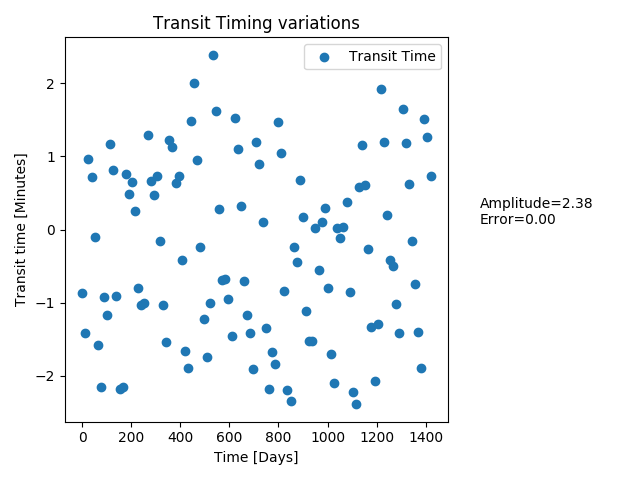 Transit Timing variations
Transit Time
Transit time [Minutes]
2
1
0
−1
−2
0 200 400 600 800 1000 1200 1400
Time [Days]
Amplitude=2.38
Error=0.00